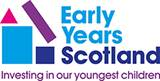 Early
Years
Scotland
Investing in our youngest children